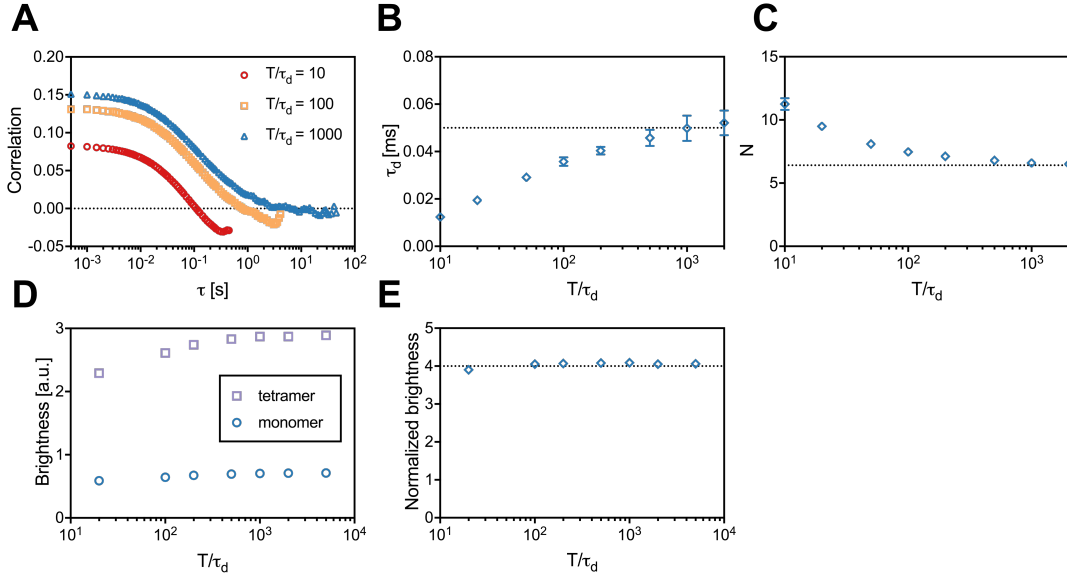 A
B
C
0.20
0.15
0.10
0.05
0.00
-0.05
Correlation
T/τd = 10
T/τd = 100
T/τd = 1000
10-3
10-2
10-1
100
101
102
τ [s]
0.08
0.06
0.04
0.02
0.00
τd [ms]
101
102
103
T/τd
15
10
5
0
N
101
102
103
T/τd
D
E
3
2
1
0
Brightness [a.u.]
tetramer
monomer
101
102
103
104
T/τd
5
4
3
2
1
0
Normalized brightness
101
102
103
104
T/τd